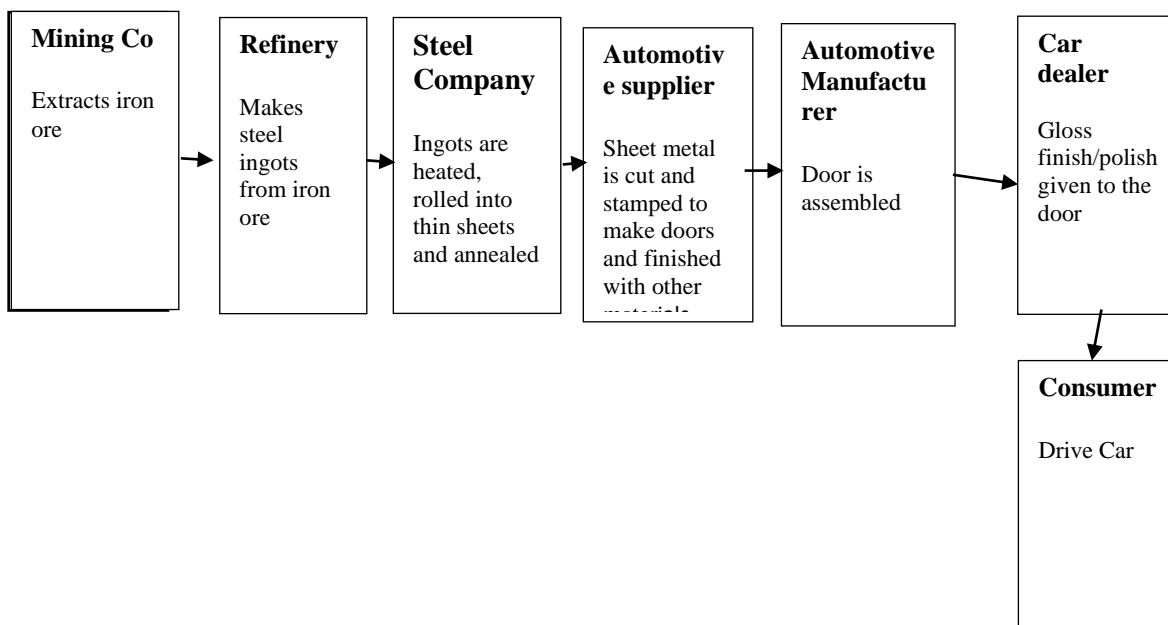 Mining Co
Extracts iron
ore
Refinery
Makes
steel
ingots
from iron
ore
Steel
Company
Ingots are
heated,
rolled into
thin sheets
and annealed
Automotiv
e supplier
Sheet metal
is cut and
stamped to
make doors
and finished
with other
Automotive
Manufactu
rer
Door is
assembled
Car
dealer
Gloss
finish/polish
given to the
door
Consumer
Drive Car